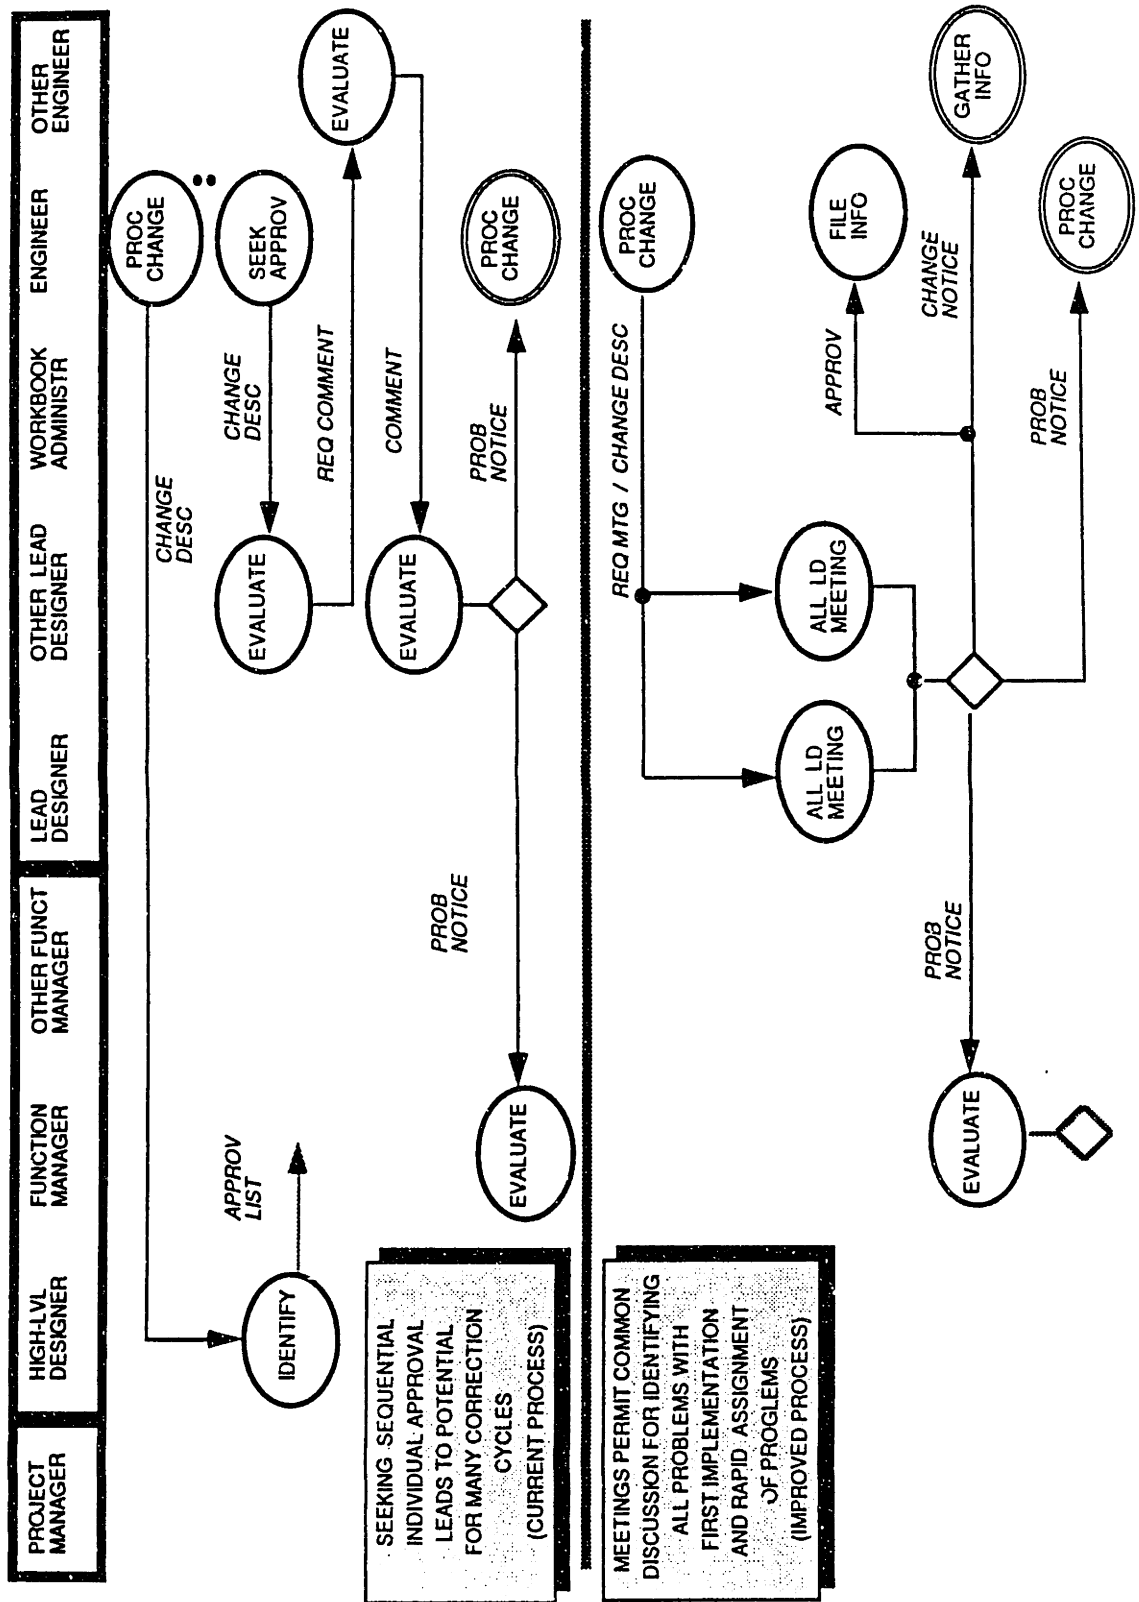 PROJECT
MANAGER
HIGH-LVL
DESIGNER
FUNCTION
MANAGER
OTHER FUNCT
MANAGER
LEAD
DESIGNER
OTHER LEAD
DESIGNER
WORKBOOK
ADMINISTR
ENGINEER
OTHER
ENGINEER
PROC
CHANGE
CHANGE
DESC
IDENTIFY
APPROV
LIST
SEEK
APPROV
CHANGE
DESC
EVALUATE
REQ COMMENT
EVALUATE
COMMENT
EVALUATE
PROB
NOTICE
PROC
CHANGE
PROB
NOTICE
EVALUATE
SEEKING SEQUENTIAL
INDIVIDUAL APPROVAL
LEADS TO POTENTIAL
FOR MANY CORRECTION
CYCLES
(CURRENT PROCESS)
PROC
CHANGE
REQ MTG / CHANGE DESC
ALL LD
MEETING
ALL LD
MEETING
APPROV
FILE
INFO
CHANGE
NOTICE
GATHER
INFO
PROB
NOTICE
PROC
CHANGE
PROB
NOTICE
EVALUATE
MEETINGS PERMIT COMMON
DISCUSSION FOR IDENTIFYING
ALL PROBLEMS WITH
FIRST IMPLEMENTATION
AND RAPID ASSIGNMENT
OF PROGLEMS
(IMPROVED PROCESS)